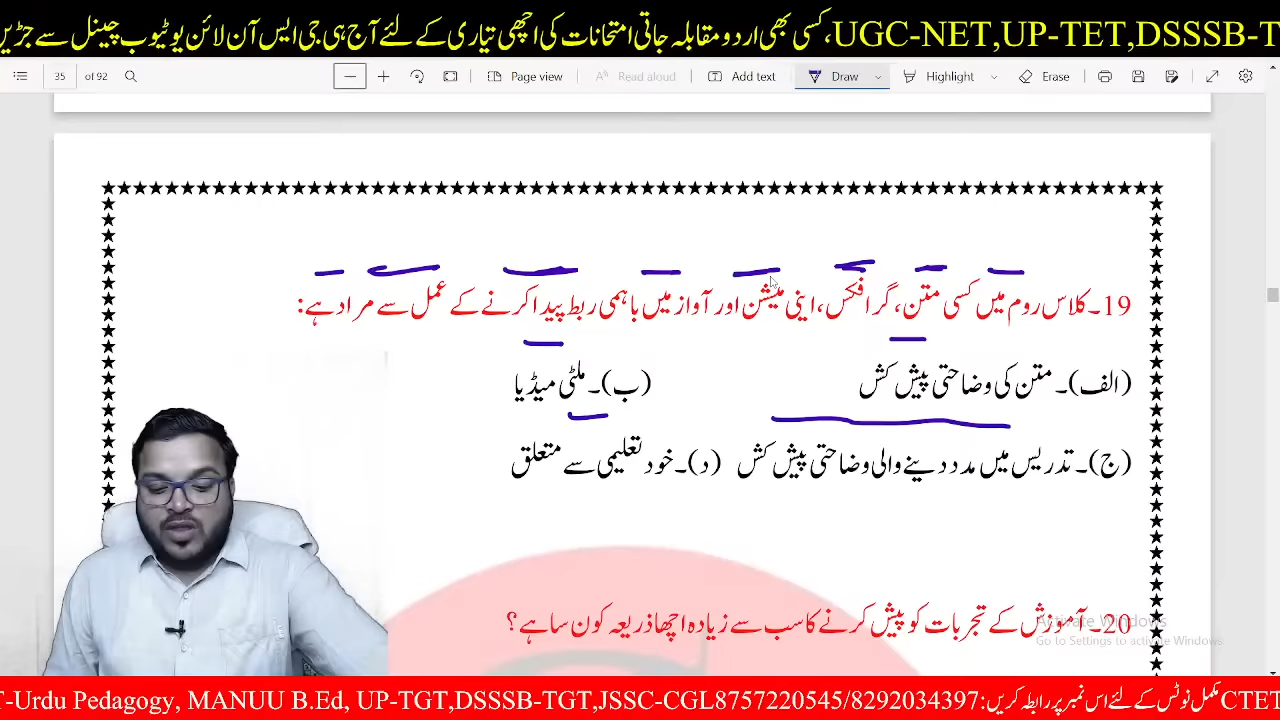 کسی بھی اردو مقابلہ جاتی امتحانات کی اچھی تیاری کے لئے آج ہی جی ایس آن لائن یوٹیوب چینل سے جڑیں ،UGC-NET,UP-TET,DSSSB-T
35 of 92 Page view Read aloud Add text Draw Highlight Erase
19۔کلاس روم میں کسی متن، گرافکس، اینی میشن اور آواز میں باہمی ربط پیدا کرنے کے عمل سے مراد ہے:
(الف)۔ متن کی وضاحتی پیش کش (ب)۔ ملٹی میڈیا
(ج)۔ تدریس میں مدد دینے والی وضاحتی پیش کش (د)۔ خود تعلیمی سے متعلق
20۔ آموزش کے تجربات کو پیش کرنے کا سب سے زیادہ اچھا ذریعہ کون سا ہے؟
Activate Windows
Go to Settings to activate Windows
CTET مکمل نوٹس کے لئے اس نمبر پر رابطہ کریں:8757220545/8292034397 T-Urdu Pedagogy, MANUU B.Ed, UP-TGT,DSSSB-TGT,JSSC-CGL